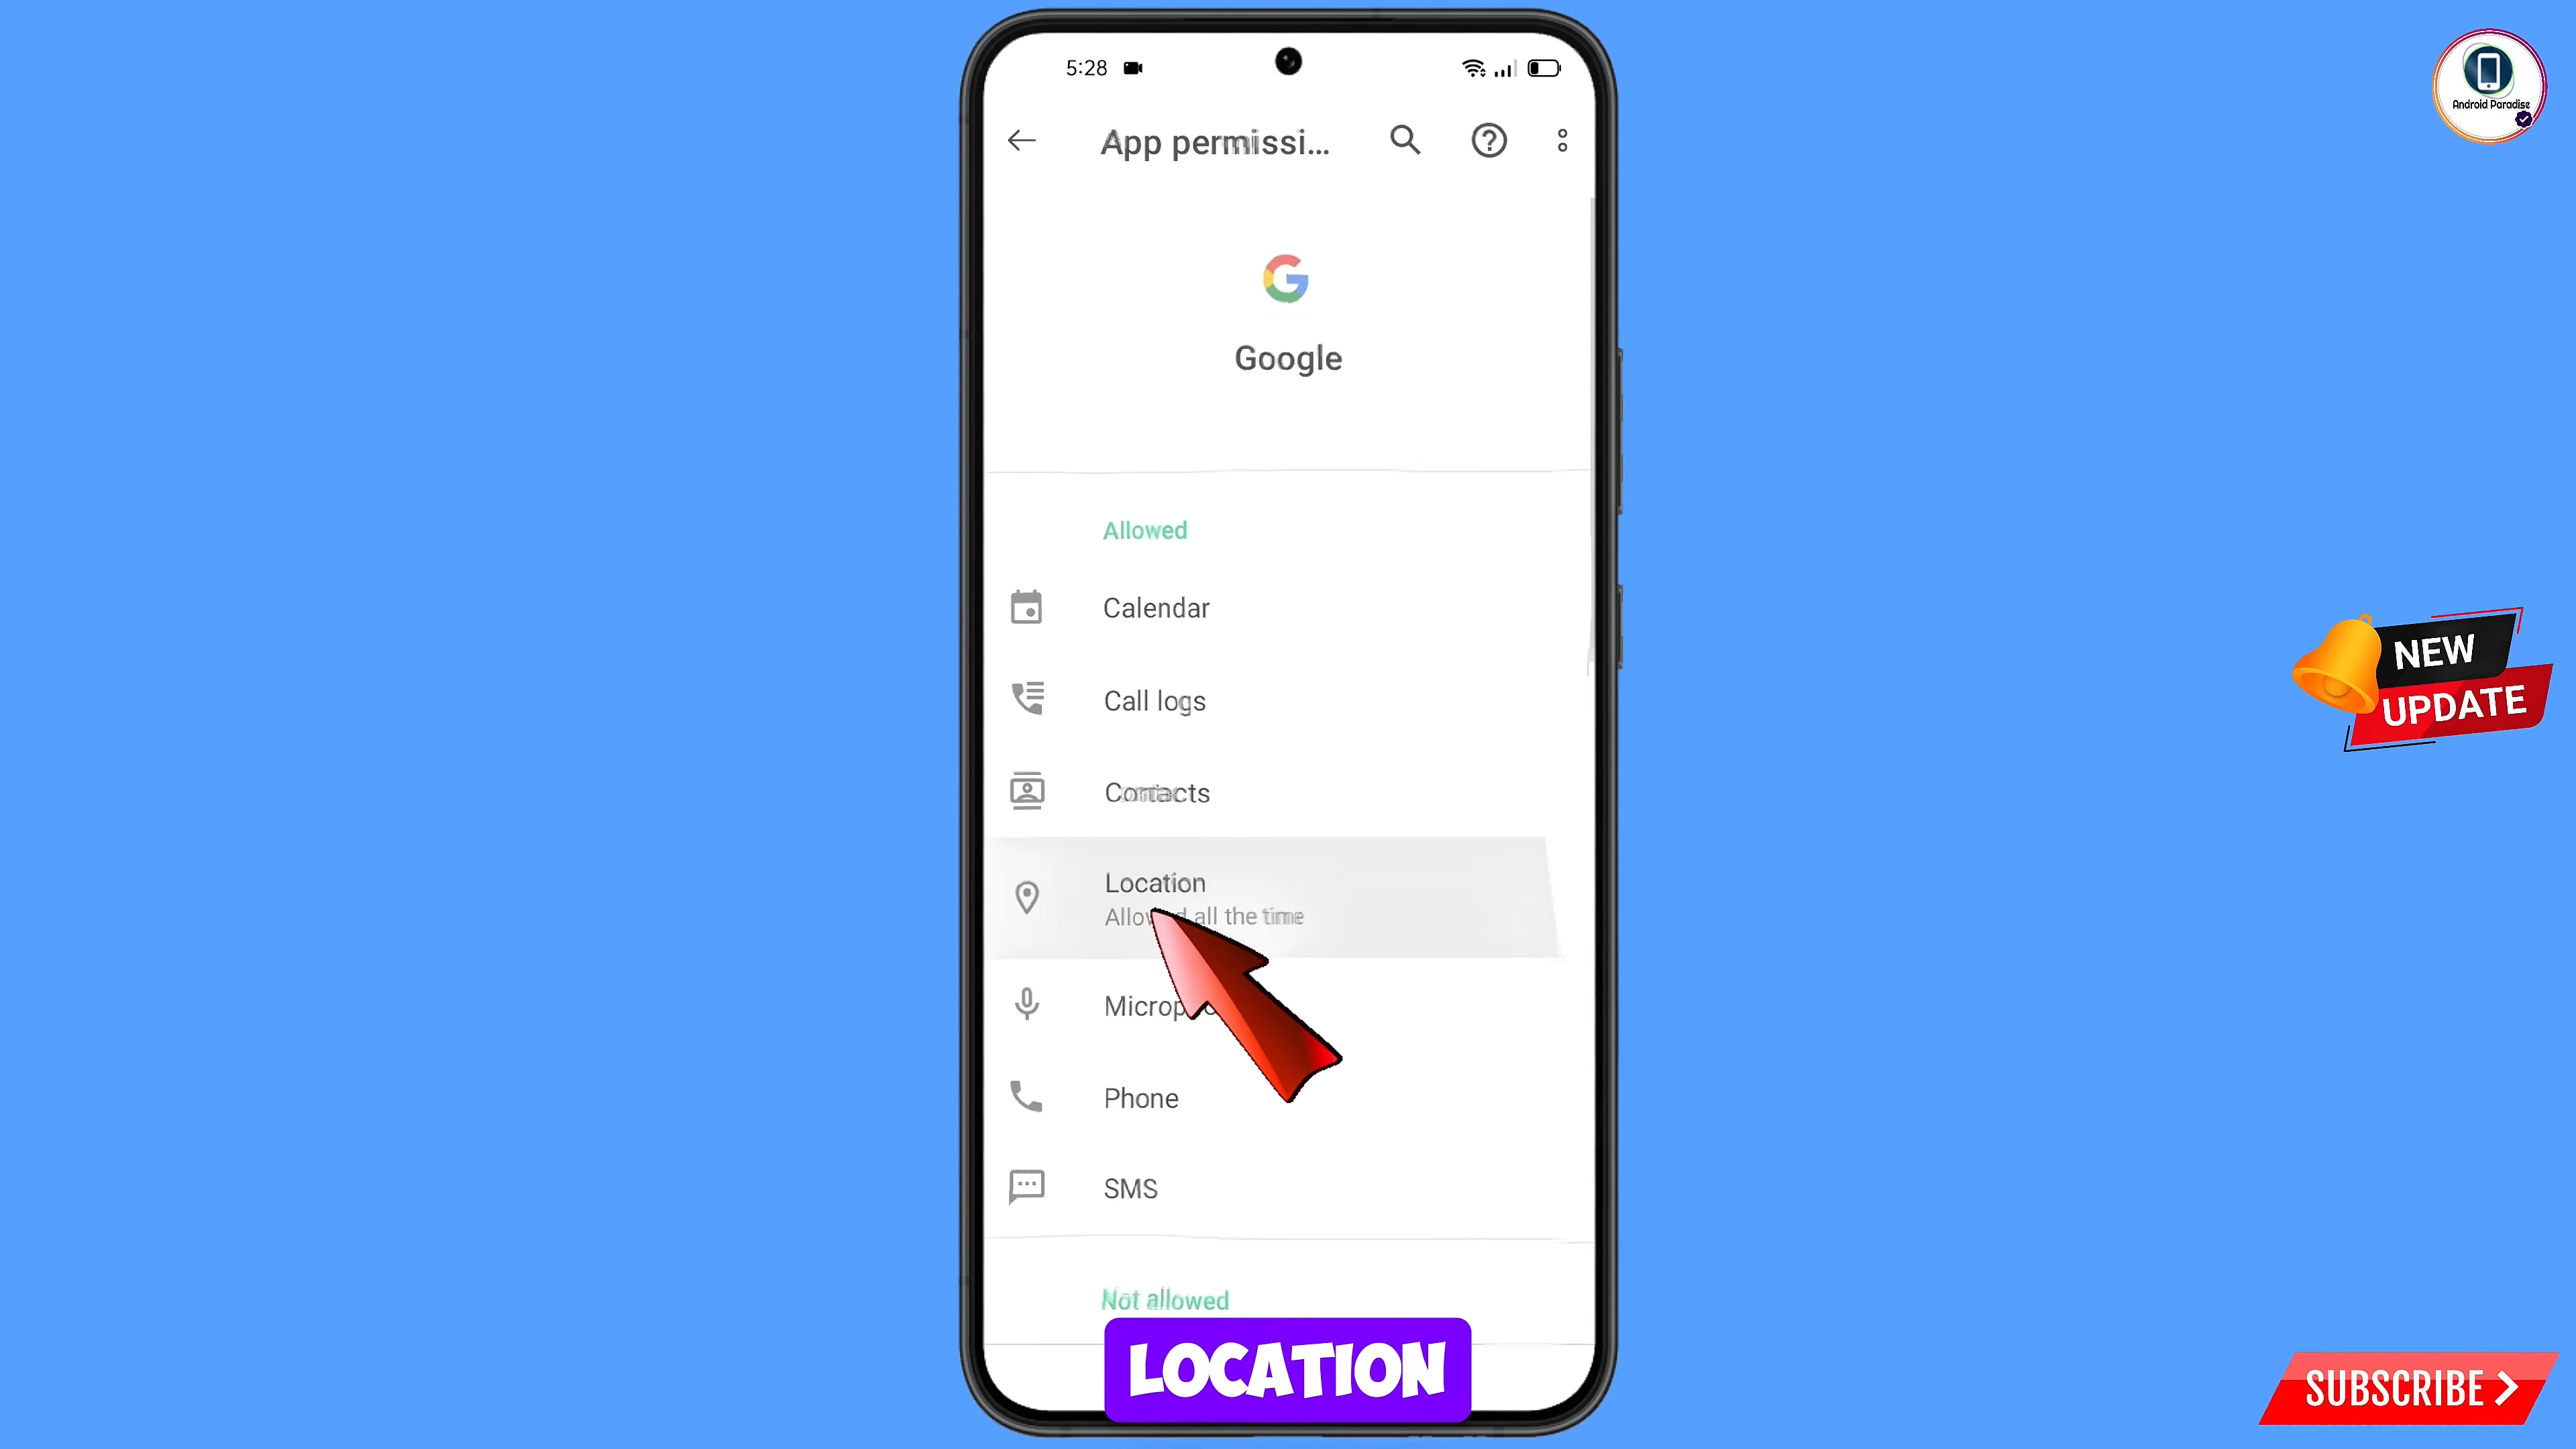 5:28
Android Paradise
App permissi...
Google
Allowed
Calendar
Call logs
Contacts
NEW
UPDATE
Location
all the time
Phone
SMS
Not allowed
LOCATION
SUBSCRIBE